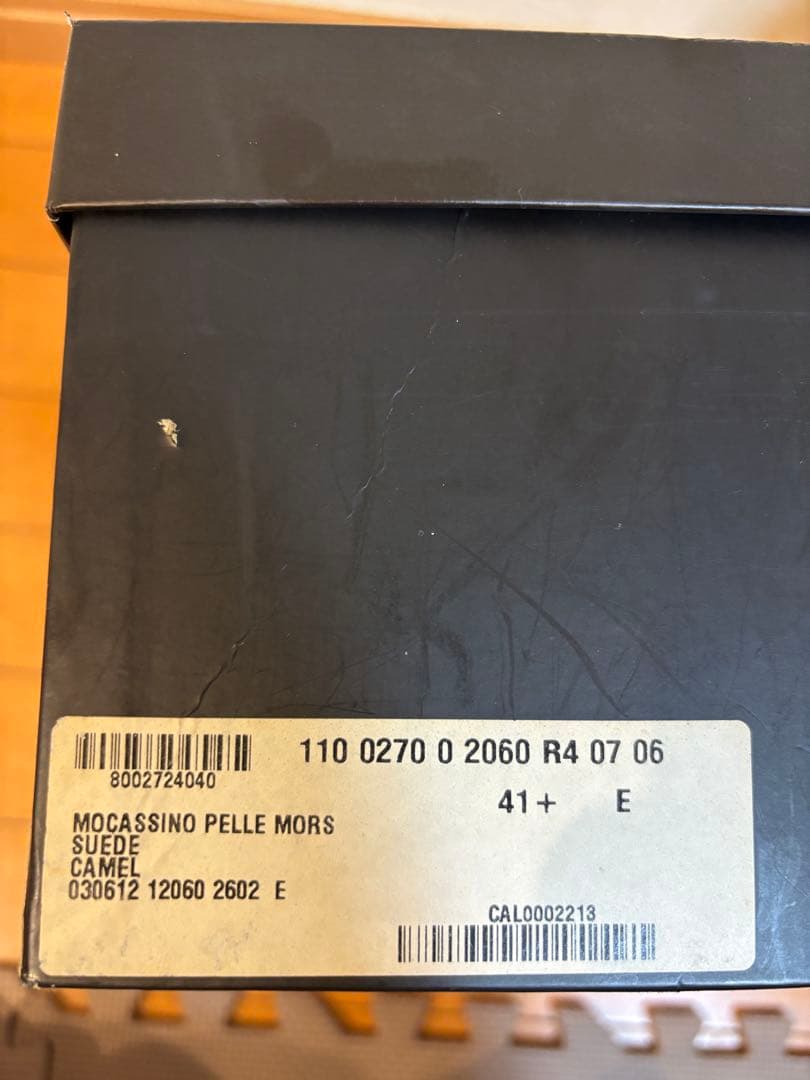 110 0270 0 2060 R4 07 06
8002724040
41+ E
MOCASSINO PELLE MORS
SUEDE
CAMEL
030612 12060 2602 E
CAL0002213